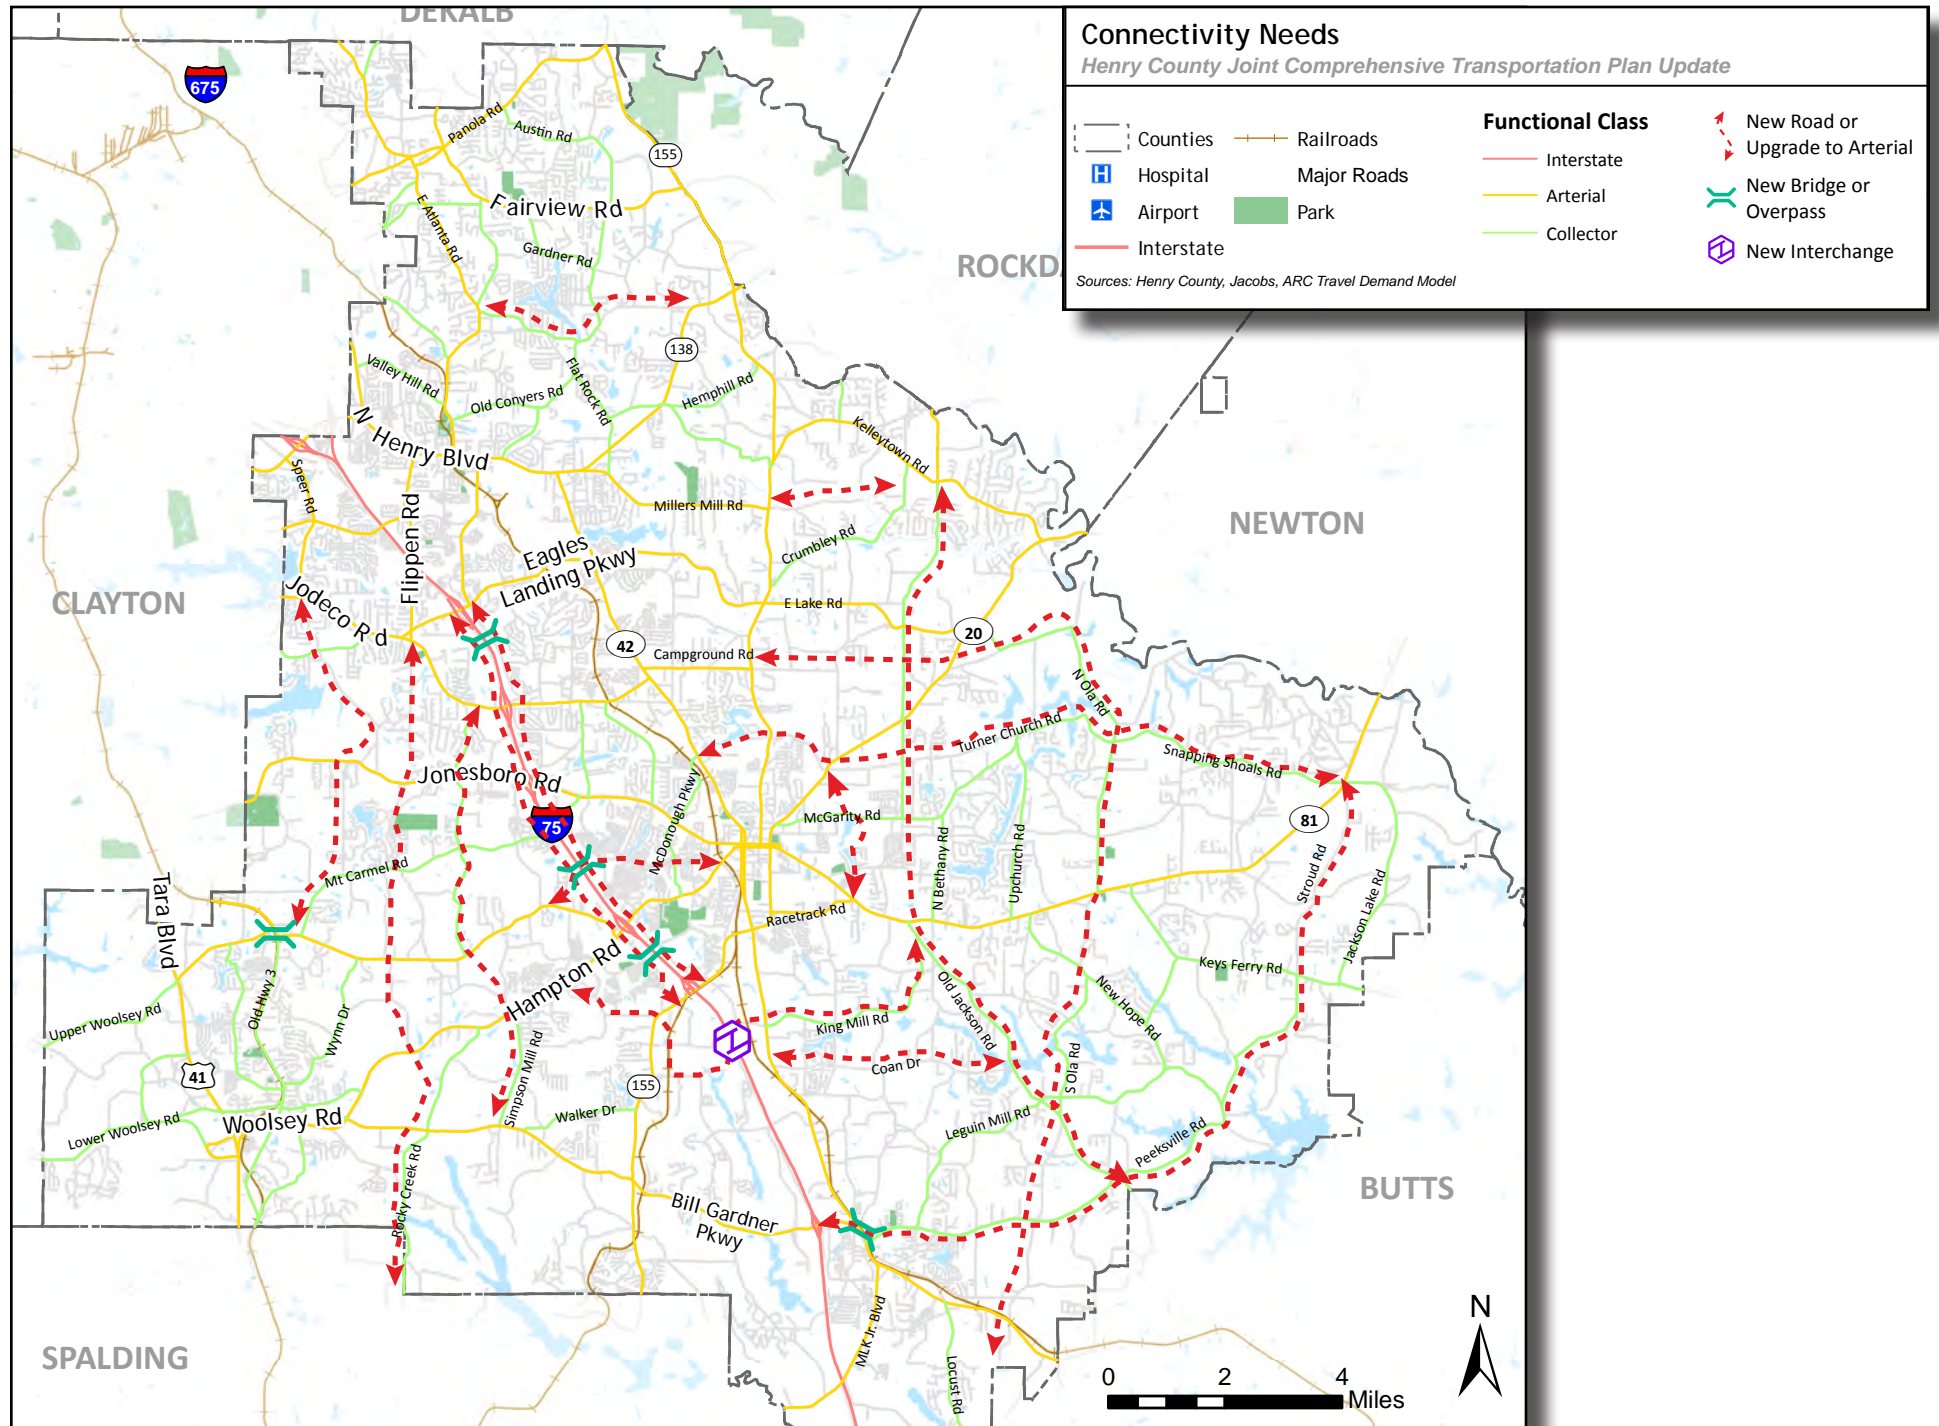 DEKALB
Connectivity Needs
Henry County Joint Comprehensive Transportation Plan Update
Counties
Hospital
Airport
Interstate
Railroads
Major Roads
Park
Functional Class
Interstate
Arterial
Collector
New Road or
Upgrade to Arterial
New Bridge or
Overpass
New Interchange
Sources: Henry County, Jacobs, ARC Travel Demand Model
H
675
Panola Rd
Austin Rd
155
E Atlanta Rd
Fairview Rd
Gardner Rd
ROCKDA
138
Valley Hill Rd
Old Conyers Rd
Flat Rock Rd
Hemphill Rd
N Henry Blvd
Kelleytown Rd
Speer Rd
Flippen Rd
Millers Mill Rd
NEWTON
Crumbley Rd
Eagles
Landing Pkwy
CLAYTON
Jodeco Rd
E Lake Rd
42
20
Campground Rd
N Ola Rd
Turner Church Rd
Snapping Shoals Rd
Jonesboro Rd
McDonough Pkwy
75
McGarity Rd
81
N Bethany Rd
Upchurch Rd
Stroud Rd
Jackson Lake Rd
Mt Carmel Rd
Tara Blvd
Racetrack Rd
Hampton Rd
Keys Ferry Rd
Old Hwy 3
Upper Woolsey Rd
Wynn Dr
Old Jackson Rd
New Hope Rd
King Mill Rd
Simpson Mill Rd
Coan Dr
S Ola Rd
41
155
Walker Dr
Woolsey Rd
Lower Woolsey Rd
Leguin Mill Rd
Peeksville Rd
Rocky Creek Rd
BUTTS
Bill Gardner
Pkwy
MLK Jr. Blvd
Locust Rd
SPALDING
N
0 2 4
Miles